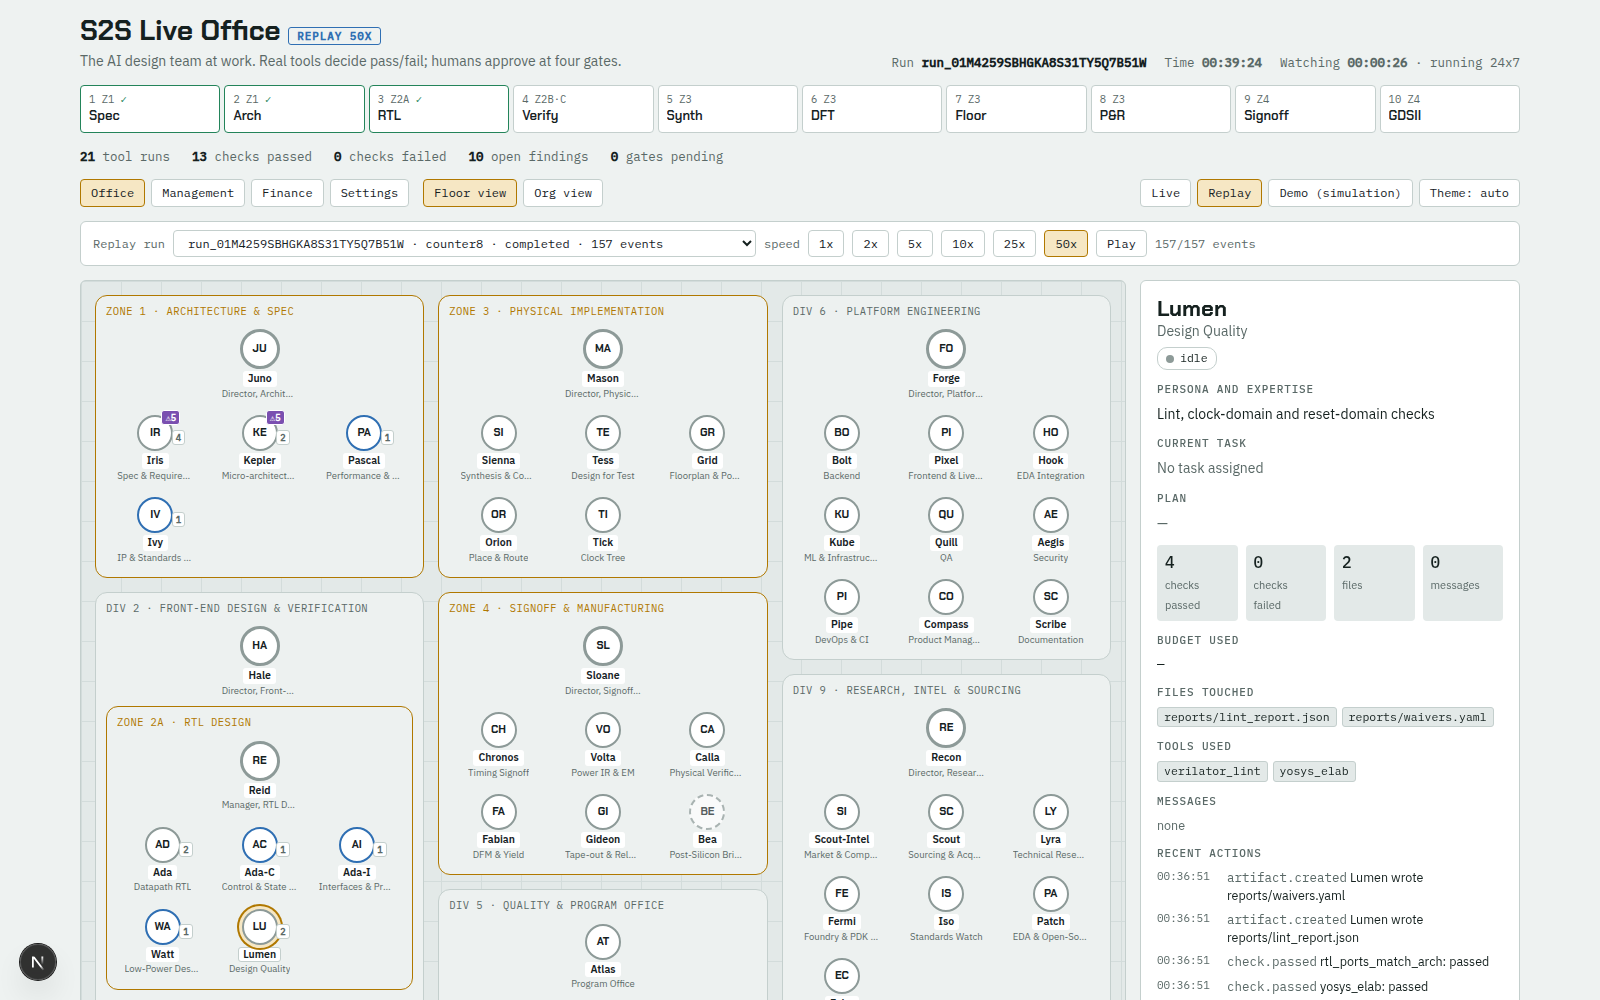 S2S Live Office REPLAY 50X
The AI design team at work. Real tools decide pass/fail; humans approve at four gates.
Run run_01M4259SBHGKA8S31TY5Q7B51W Time 00:39:24 Watching 00:00:26 · running 24x7
1 Z1 ✓
Spec
2 Z1 ✓
Arch
3 Z2A ✓
RTL
4 Z2B·C
Verify
5 Z3
Synth
6 Z3
DFT
7 Z3
Floor
8 Z3
P&R
9 Z4
Signoff
10 Z4
GDSII
21 tool runs 13 checks passed 0 checks failed 10 open findings 0 gates pending
Office Management Finance Settings Floor view Org view Live Replay Demo (simulation) Theme: auto
Replay run run_01M4259SBHGKA8S31TY5Q7B51W · counter8 · completed · 157 events speed 1x 2x 5x 10x 25x 50x Play 157/157 events
ZONE 1 · ARCHITECTURE & SPEC
JU
Juno
Director, Archit...
IR ⚠5 4
KE ⚠5 2
PA 1
Iris
Kepler
Pascal
Spec & Require...
Micro-architect...
Performance & ...
IV 1
Ivy
IP & Standards ...
DIV 2 · FRONT-END DESIGN & VERIFICATION
HA
Hale
Director, Front-...
ZONE 2A · RTL DESIGN
RE
Reid
Manager, RTL D...
AD 2
AC 1
AI 1
Ada
Ada-C
Ada-I
Datapath RTL
Control & State ...
Interfaces & Pr...
WA 1
LU 2
Watt
Lumen
Low-Power Des...
Design Quality
ZONE 3 · PHYSICAL IMPLEMENTATION
MA
Mason
Director, Physic...
SI
TE
GR
Sienna
Tess
Grid
Synthesis & Co...
Design for Test
Floorplan & Po...
OR
TI
Orion
Tick
Place & Route
Clock Tree
ZONE 4 · SIGNOFF & MANUFACTURING
SL
Sloane
Director, Signoff...
CH
VO
CA
Chronos
Volta
Calla
Timing Signoff
Power IR & EM
Physical Verific...
FA
GI
BE
Fabian
Gideon
Bea
DFM & Yield
Tape-out & Rel...
Post-Silicon Bri...
DIV 5 · QUALITY & PROGRAM OFFICE
AT
Atlas
Program Office
DIV 6 · PLATFORM ENGINEERING
FO
Forge
Director, Platfor...
BO
PI
HO
Bolt
Pixel
Hook
Backend
Frontend & Live...
EDA Integration
KU
QU
AE
Kube
Quill
Aegis
ML & Infrastruc...
QA
Security
PI
CO
SC
Pipe
Compass
Scribe
DevOps & CI
Product Manag...
Documentation
DIV 9 · RESEARCH, INTEL & SOURCING
RE
Recon
Director, Resear...
SI
SC
LY
Scout-Intel
Scout
Lyra
Market & Comp...
Sourcing & Acq...
Technical Rese...
FE
IS
PA
Fermi
Iso
Patch
Foundry & PDK ...
Standards Watch
EDA & Open-So...
EC
Lumen
Design Quality
idle
PERSONA AND EXPERTISE
Lint, clock-domain and reset-domain checks
CURRENT TASK
No task assigned
PLAN
—
4
checks passed
0
checks failed
2
files
0
messages
BUDGET USED
—
FILES TOUCHED
reports/lint_report.json reports/waivers.yaml
TOOLS USED
verilator_lint yosys_elab
MESSAGES
none
RECENT ACTIONS
00:36:51 artifact.created Lumen wrote
reports/waivers.yaml
00:36:51 artifact.created Lumen wrote
reports/lint_report.json
00:36:51 check.passed rtl_ports_match_arch: passed
00:36:51 check.passed yosys_elab: passed
N